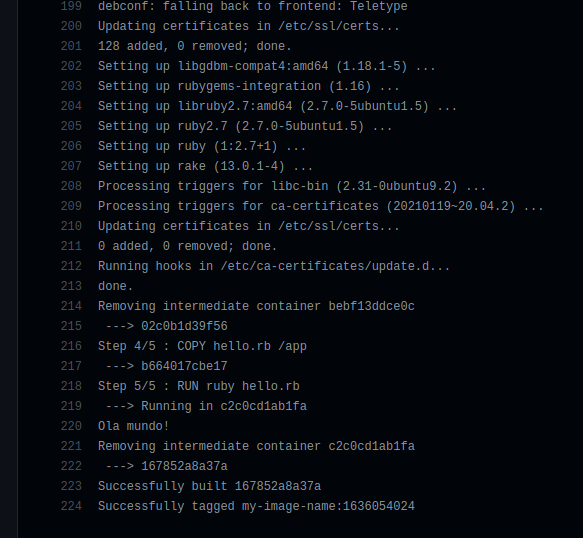 199 debconf: falling back to frontend: Teletype
200 Updating certificates in /etc/ssl/certs...
201 128 added, 0 removed; done.
202 Setting up libgdbm-compat4:amd64 (1.18.1-5) ...
203 Setting up rubygems-integration (1.16) ...
204 Setting up libruby2.7:amd64 (2.7.0-5ubuntu1.5) ...
205 Setting up ruby2.7 (2.7.0-5ubuntu1.5) ...
206 Setting up ruby (1:2.7+1) ...
207 Setting up rake (13.0.1-4) ...
208 Processing triggers for libc-bin (2.31-0ubuntu9.2) ...
209 Processing triggers for ca-certificates (20210119~20.04.2) ...
210 Updating certificates in /etc/ssl/certs...
211 0 added, 0 removed; done.
212 Running hooks in /etc/ca-certificates/update.d...
213 done.
214 Removing intermediate container bebf13ddce0c
215  ---> 02c0b1d39f56
216 Step 4/5 : COPY hello.rb /app
217  ---> b664017cbe17
218 Step 5/5 : RUN ruby hello.rb
219  ---> Running in c2c0cd1ab1fa
220 Ola mundo!
221 Removing intermediate container c2c0cd1ab1fa
222  ---> 167852a8a37a
223 Successfully built 167852a8a37a
224 Successfully tagged my-image-name:1636054024